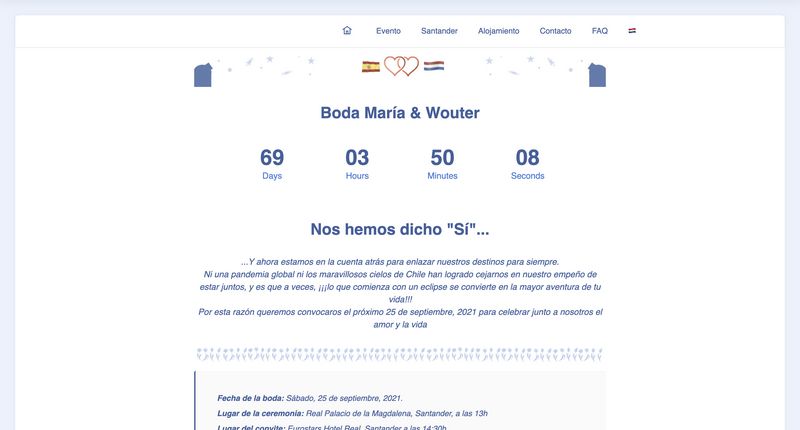 Evento Santander Alojamiento Contacto FAQ
Boda María & Wouter
69 03 50 08
Days Hours Minutes Seconds
Nos hemos dicho "Sí"...
...Y ahora estamos en la cuenta atrás para enlazar nuestros destinos para siempre.
Ni una pandemia global ni los maravillosos cielos de Chile han logrado cejarnos en nuestro empeño de
estar juntos, y es que a veces, ¡¡¡lo que comienza con un eclipse se convierte en la mayor aventura de tu
vida!!!
Por esta razón queremos convocaros el próximo 25 de septiembre, 2021 para celebrar junto a nosotros el
amor y la vida
Fecha de la boda: Sábado, 25 de septiembre, 2021.
Lugar de la ceremonia: Real Palacio de la Magdalena, Santander, a las 13h
Lugar del convite: Eurostars Hotel Real, Santander a las 14:30h